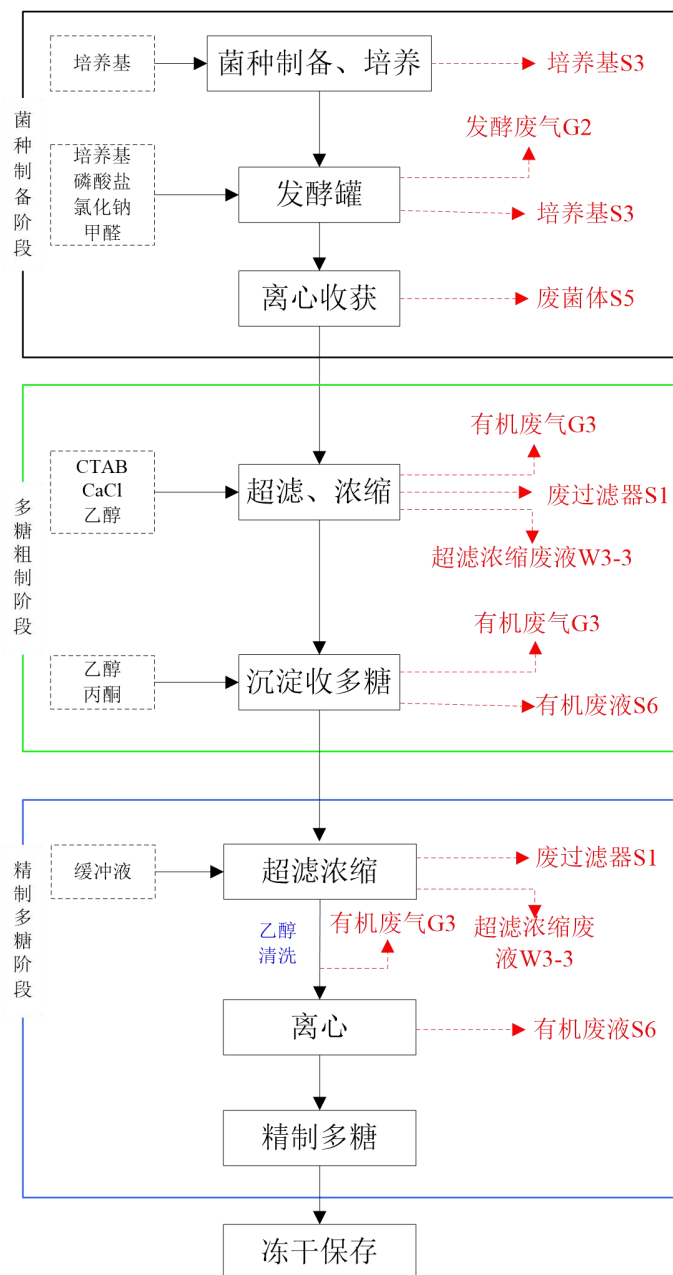 培养基
菌种制备、培养
培养基S3
菌种制备阶段
发酵废气G2
培养基
磷酸盐
氯化钠
甲醛
发酵罐
培养基S3
离心收获
废菌体S5
多糖粗制阶段
有机废气G3
CTAB
CaCl
乙醇
超滤、浓缩
废过滤器S1
超滤浓缩废液W3-3
有机废气G3
乙醇
丙酮
沉淀收多糖
有机废液S6
精制多糖阶段
缓冲液
超滤浓缩
废过滤器S1
乙醇
清洗
有机废气G3
超滤浓缩废
液W3-3
离心
有机废液S6
精制多糖
冻干保存